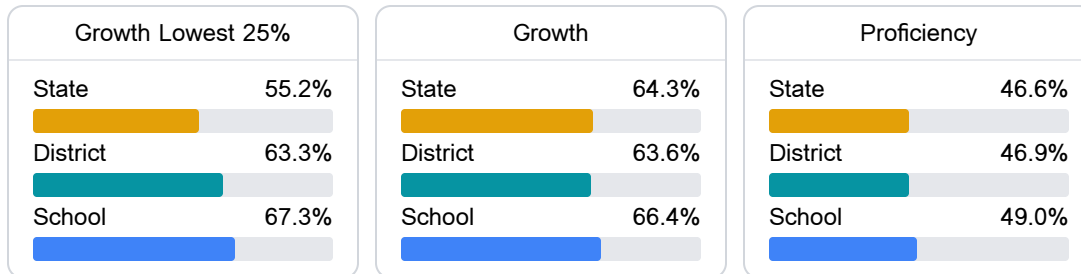 Growth Lowest 25%
State 55.2%
District 63.3%
School 67.3%
Growth
State 64.3%
District 63.6%
School 66.4%
Proficiency
State 46.6%
District 46.9%
School 49.0%